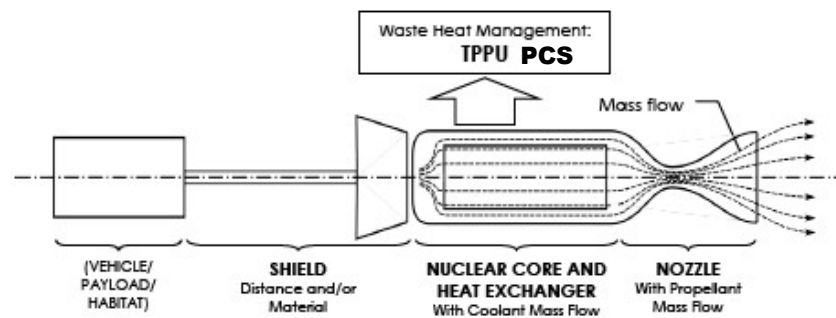 Waste Heat Management:
TPPU PCS
Mass flow
(VEHICLE/
PAYLOAD/
HABITAT)
SHIELD
Distance and/or
Material
NUCLEAR CORE AND
HEAT EXCHANGER
With Coolant Mass Flow
NOZZLE
With Propellant
Mass Flow